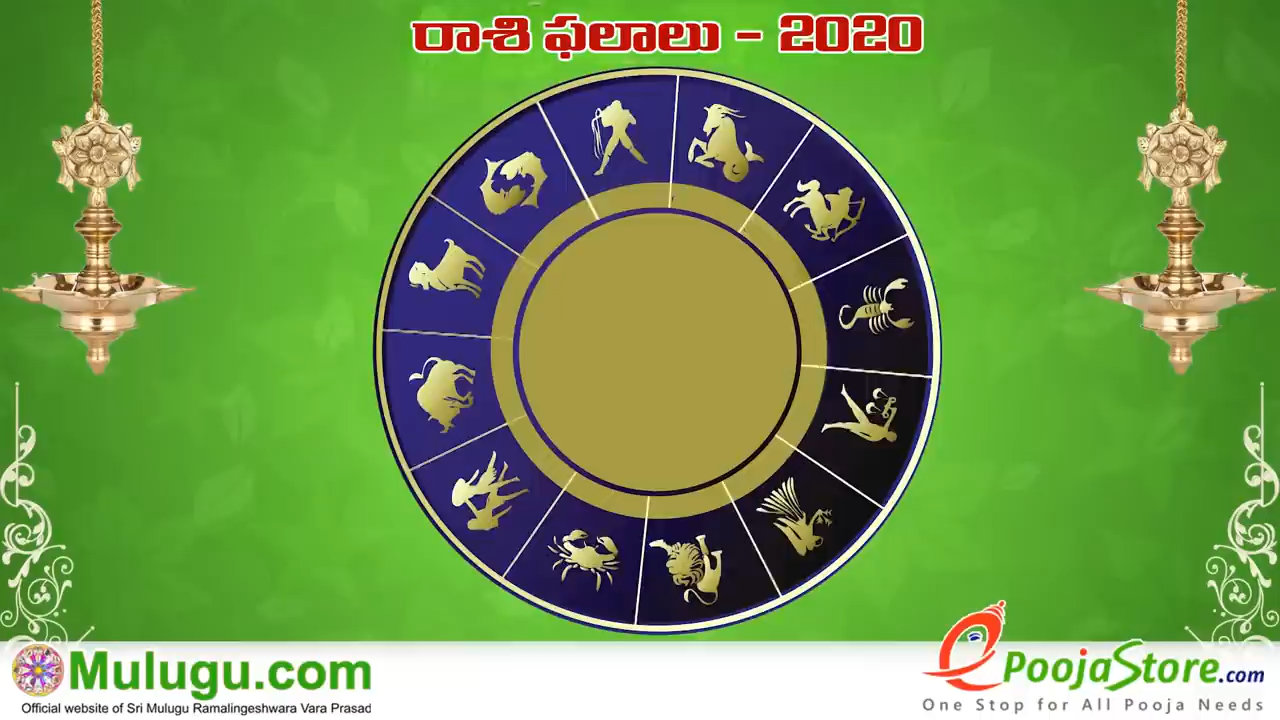 రాశి ఫలాలు - 2020
Mulugu.com
Official website of Sri Mulugu Ramalingeshwara Vara Prasad
ePoojaStore.com
One Stop for All Pooja Needs